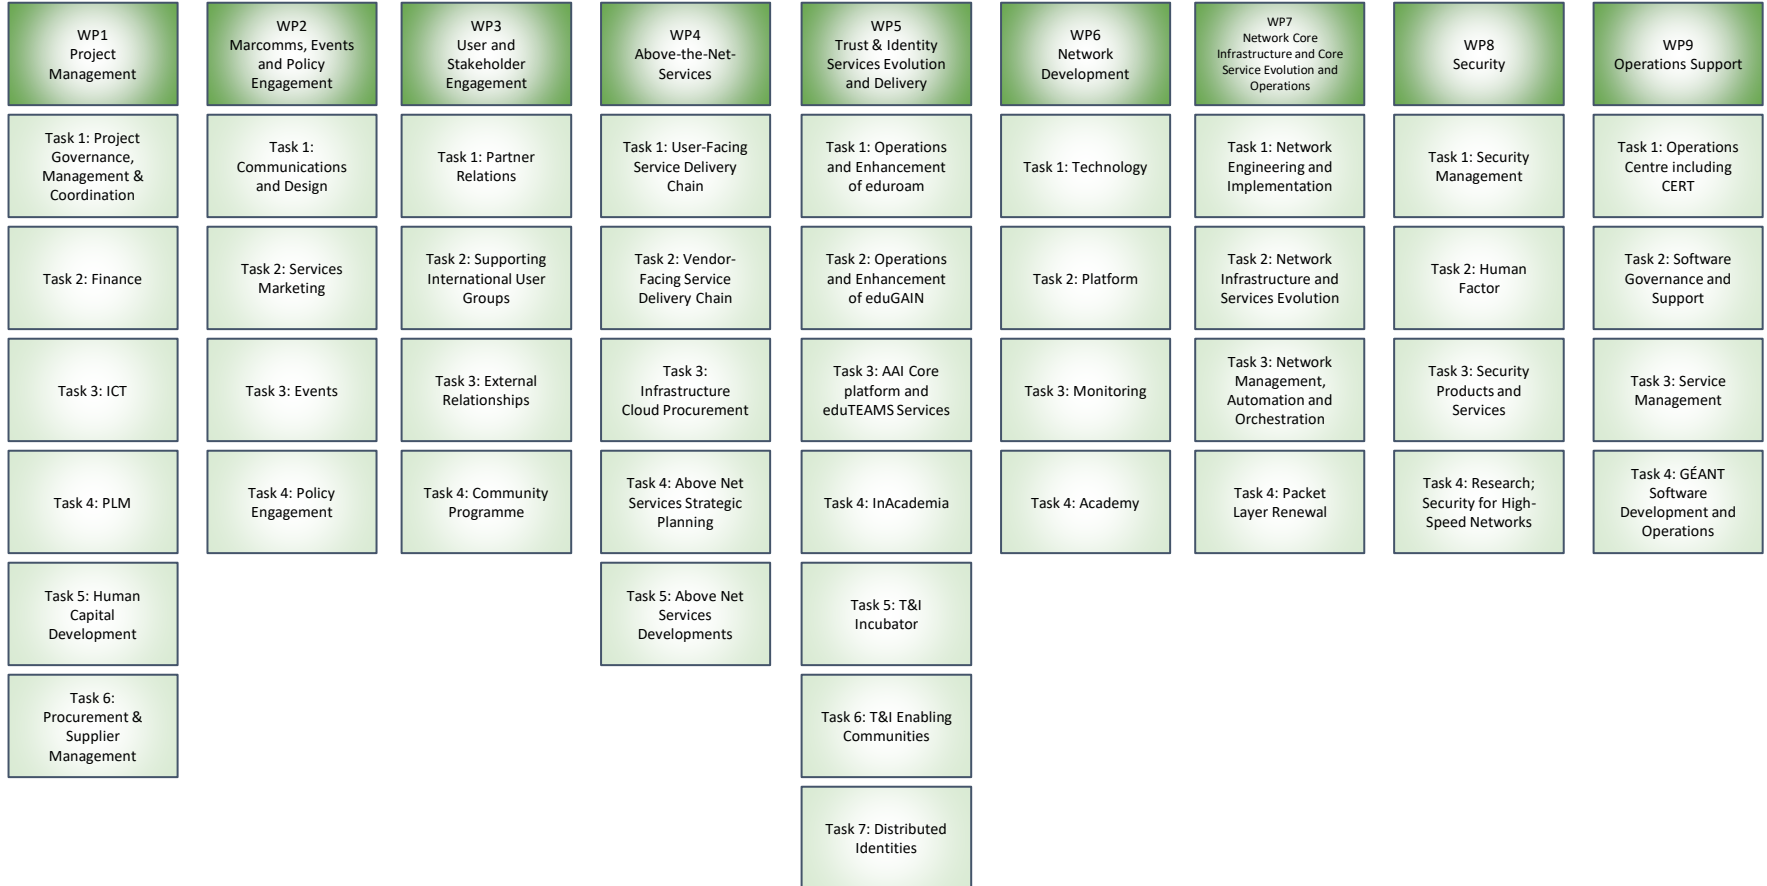 WP1
Project
Management
WP2
Marcomms, Events
and Policy
Engagement
WP3
User and
Stakeholder
Engagement
WP4
Above-the-Net-
Services
WP5
Trust & Identity
Services Evolution
and Delivery
WP6
Network
Development
WP7
Network Core
Infrastructure and Core
Service Evolution and
Operations
WP8
Security
WP9
Operations Support
Task 1: Project
Governance,
Management &
Coordination
Task 1:
Communications
and Design
Task 1: Partner
Relations
Task 1: User-Facing
Service Delivery
Chain
Task 1: Operations
and Enhancement
of eduroam
Task 1: Technology
Task 1: Network
Engineering and
Implementation
Task 1: Security
Management
Task 1: Operations
Centre including
CERT
Task 2: Finance
Task 2: Services
Marketing
Task 2: Supporting
International User
Groups
Task 2: Vendor-
Facing Service
Delivery Chain
Task 2: Operations
and Enhancement
of eduGAIN
Task 2: Platform
Task 2: Network
Infrastructure and
Services Evolution
Task 2: Human
Factor
Task 2: Software
Governance and
Support
Task 3: ICT
Task 3: Events
Task 3: External
Relationships
Task 3:
Infrastructure
Cloud Procurement
Task 3: AAI Core
platform and
eduTEAMS Services
Task 3: Monitoring
Task 3: Network
Management,
Automation and
Orchestration
Task 3: Security
Products and
Services
Task 3: Service
Management
Task 4: PLM
Task 4: Policy
Engagement
Task 4: Community
Programme
Task 4: Above Net
Services Strategic
Planning
Task 4: InAcademia
Task 4: Academy
Task 4: Packet
Layer Renewal
Task 4: Research;
Security for High-
Speed Networks
Task 4: GÉANT
Software
Development and
Operations
Task 5: Human
Capital
Development
Task 5: Above Net
Services
Developments
Task 5: T&I
Incubator
Task 6:
Procurement &
Supplier
Management
Task 6: T&I Enabling
Communities
Task 7: Distributed
Identities